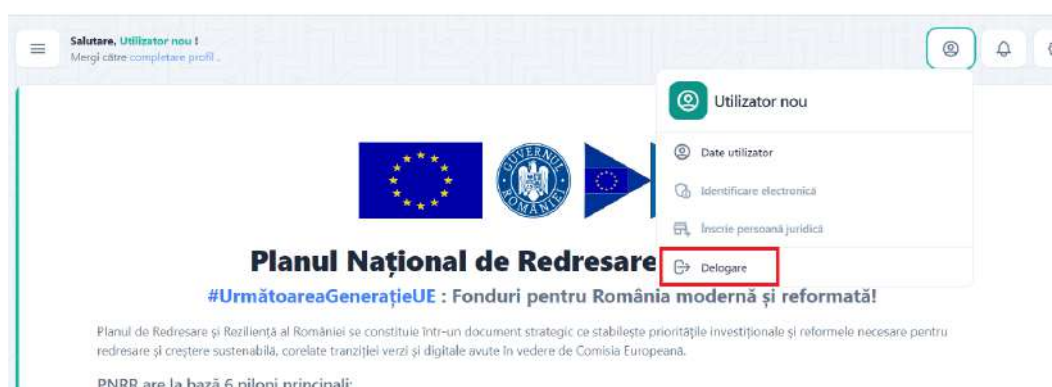 Salutare, Utilizator nou !
Mergi către completare profil .
Utilizator nou
Date utilizator
Identificare electronică
Înscrie persoană juridică
Delogare
GUVERNUL ROMÂNIEI
Planul Național de Redresare
#UrmătoareaGenerațieUE : Fonduri pentru România modernă și reformată!
Planul de Redresare și Reziliență al României se constituie într-un document strategic ce stabilește prioritățile investiționale și reformele necesare pentru
redresare și creștere sustenabilă, corelate tranziției verzi și digitale avute în vedere de Comisia Europeană.
PNRR are la bază 6 piloni principali: